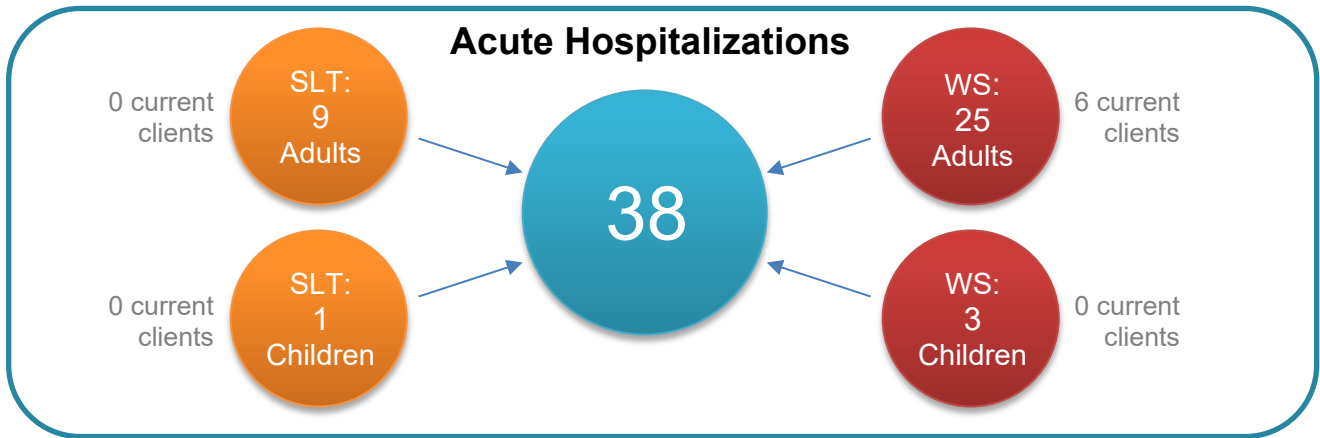 Acute Hospitalizations
0 current
clients
SLT:
9
Adults
38
WS:
25
Adults
6 current
clients
0 current
clients
SLT:
1
Children
WS:
3
Children
0 current
clients